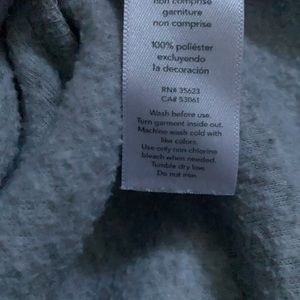 non comprise
garniture
non comprise
100% poliéster
excluyendo
la decoración
RN# 35623
CA# 53061
Wash before use.
Turn garment inside out.
Machine wash cold with
like colors.
Use only non-chlorine
bleach when needed.
Tumble dry low.
Do not iron.